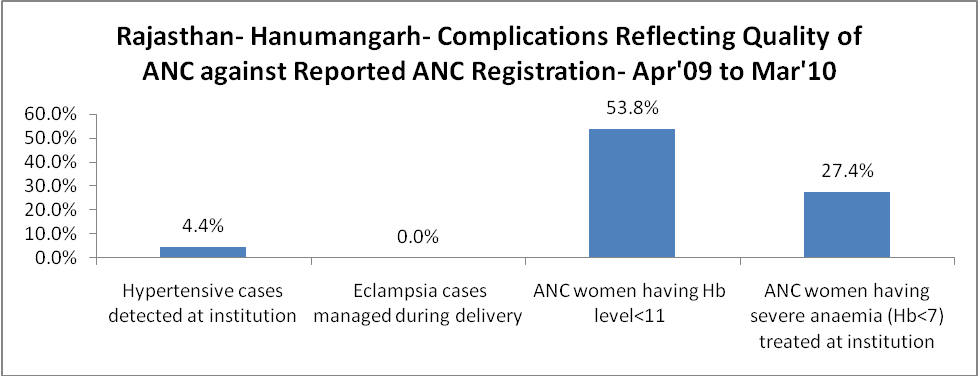 Rajasthan- Hanumangarh- Complications Reflecting Quality of
ANC against Reported ANC Registration- Apr'09 to Mar'10
60.0%
50.0%
40.0%
30.0%
20.0%
10.0%
0.0%
4.4%
0.0%
53.8%
27.4%
Hypertensive cases
detected at institution
Eclampsia cases
managed during delivery
ANC women having Hb
level<11
ANC women having
severe anaemia (Hb<7)
treated at institution